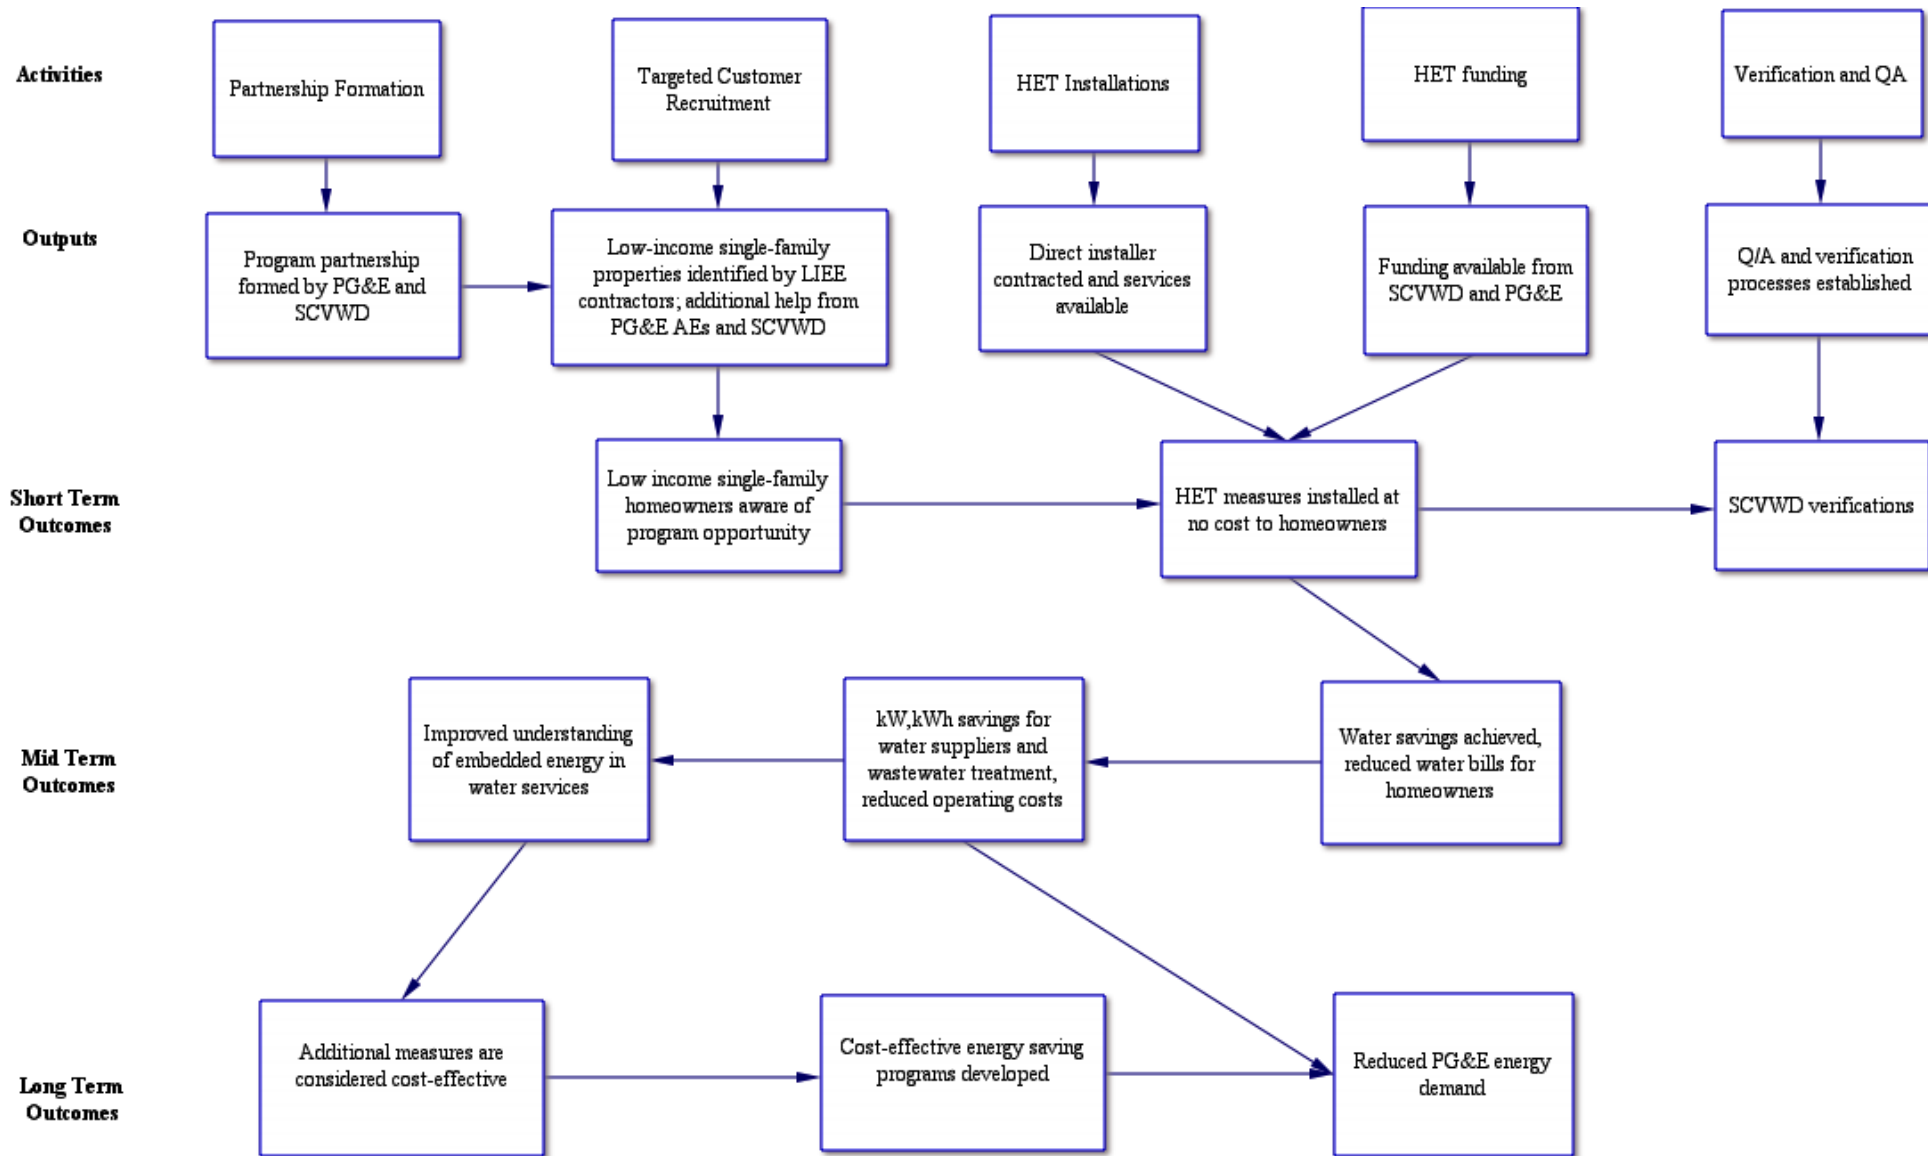 Activities
Partnership Formation
Targeted Customer
Recruitment
HET Installations
HET funding
Verification and QA
Outputs
Program partnership
formed by PG&E and
SCVWD
Low-income single-family
properties identified by LIEE
contractors; additional help from
PG&E AEs and SCVWD
Direct installer
contracted and services
available
Funding available from
SCVWD and PG&E
Q/A and verification
processes established
Short Term
Outcomes
Low income single-family
homeowners aware of
program opportunity
HET measures installed at
no cost to homeowners
SCVWD verifications
Mid Term
Outcomes
Improved understanding
of embedded energy in
water services
kW,kWh savings for
water suppliers and
wastewater treatment,
reduced operating costs
Water savings achieved,
reduced water bills for
homeowners
Long Term
Outcomes
Additional measures are
considered cost-effective
Cost-effective energy saving
programs developed
Reduced PG&E energy
demand